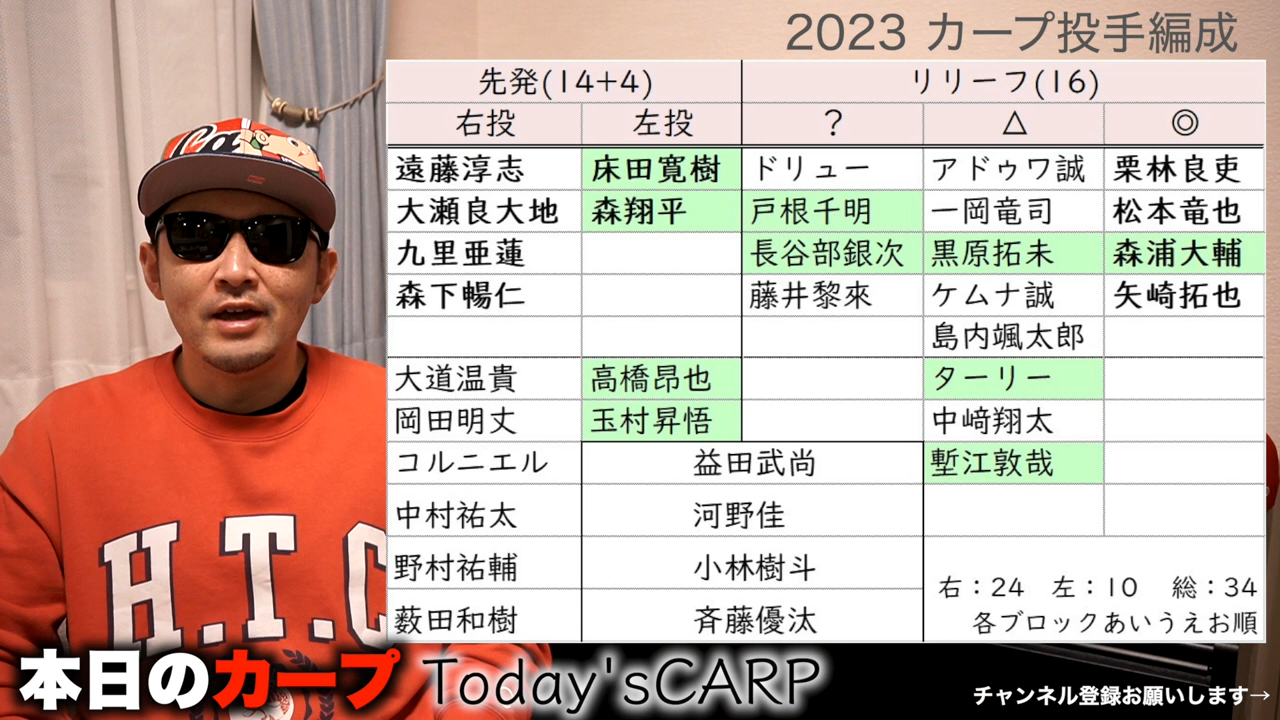 2023 カープ投手編成
先発(14+4) リリーフ(16)
右投 左投 ? △ ◎
遠藤淳志 床田寛樹 ドリュー アドゥワ誠 栗林良吏
大瀬良大地 森翔平 戸根千明 一岡竜司 松本竜也
九里亜蓮 長谷部銀次 黒原拓未 森浦大輔
森下暢仁 藤井黎來 ケムナ誠 矢崎拓也
島内颯太郎
大道温貴 高橋昂也 ターリー
岡田明丈 玉村昇悟 中﨑翔太
コルニエル 益田武尚 塹江敦哉
中村祐太 河野佳
野村祐輔 小林樹斗
薮田和樹 斉藤優汰
右：24 左：10 総：34
各ブロックあいうえお順
H.T.C
本日のカープ Today'sCARP
チャンネル登録お願いします→